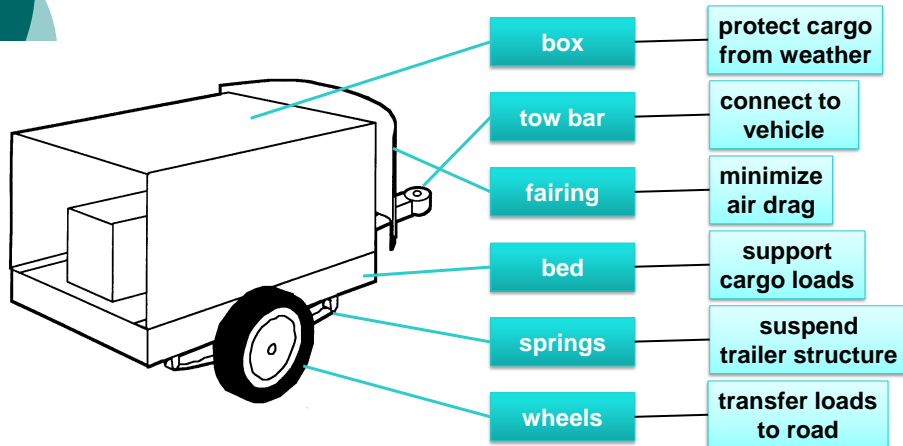 box
protect cargo
from weather
tow bar
connect to
vehicle
fairing
minimize
air drag
bed
support
cargo loads
springs
suspend
trailer structure
wheels
transfer loads
to road